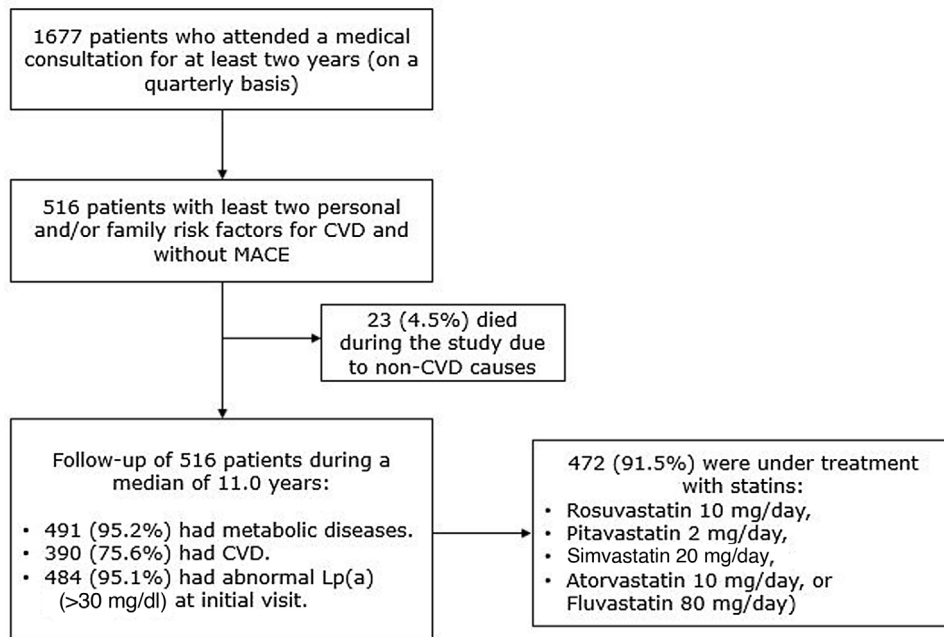 1677 patients who attended a medical
consultation for at least two years (on a
quarterly basis)
516 patients with least two personal
and/or family risk factors for CVD and
without MACE
23 (4.5%) died
during the study due
to non-CVD causes
Follow-up of 516 patients during a
median of 11.0 years:
• 491 (95.2%) had metabolic diseases.
• 390 (75.6%) had CVD.
• 484 (95.1%) had abnormal Lp(a)
(>30 mg/dl) at initial visit.
472 (91.5%) were under treatment
with statins:
• Rosuvastatin 10 mg/day,
• Pitavastatin 2 mg/day,
• Simvastatin 20 mg/day,
• Atorvastatin 10 mg/day, or
Fluvastatin 80 mg/day)